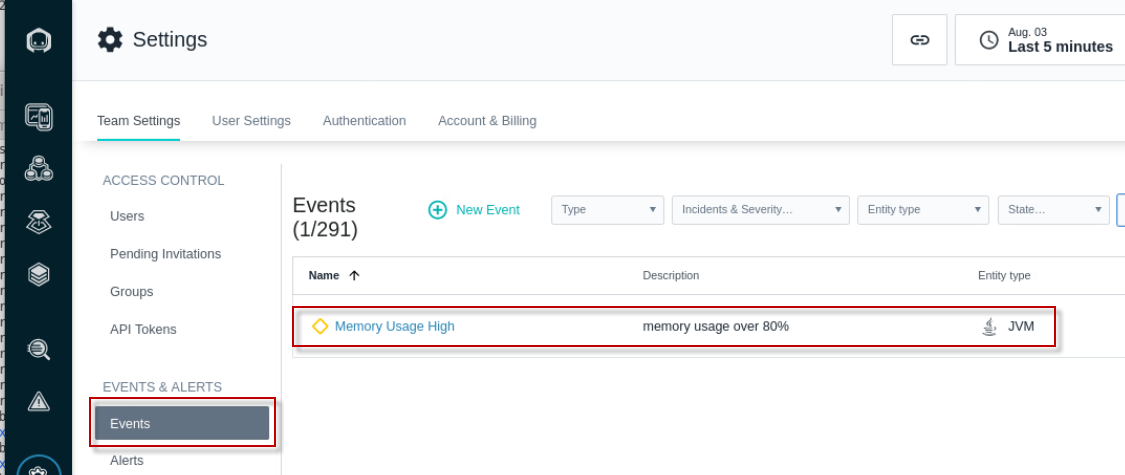 Settings
Aug. 03
Last 5 minutes
Team Settings
User Settings
Authentication
Account & Billing
ACCESS CONTROL
Users
Pending Invitations
Groups
API Tokens
EVENTS & ALERTS
Events
Alerts
Events
(1/291)
New Event
Type
Incidents & Severity...
Entity type
State...
Name
Description
Entity type
Memory Usage High
memory usage over 80%
JVM